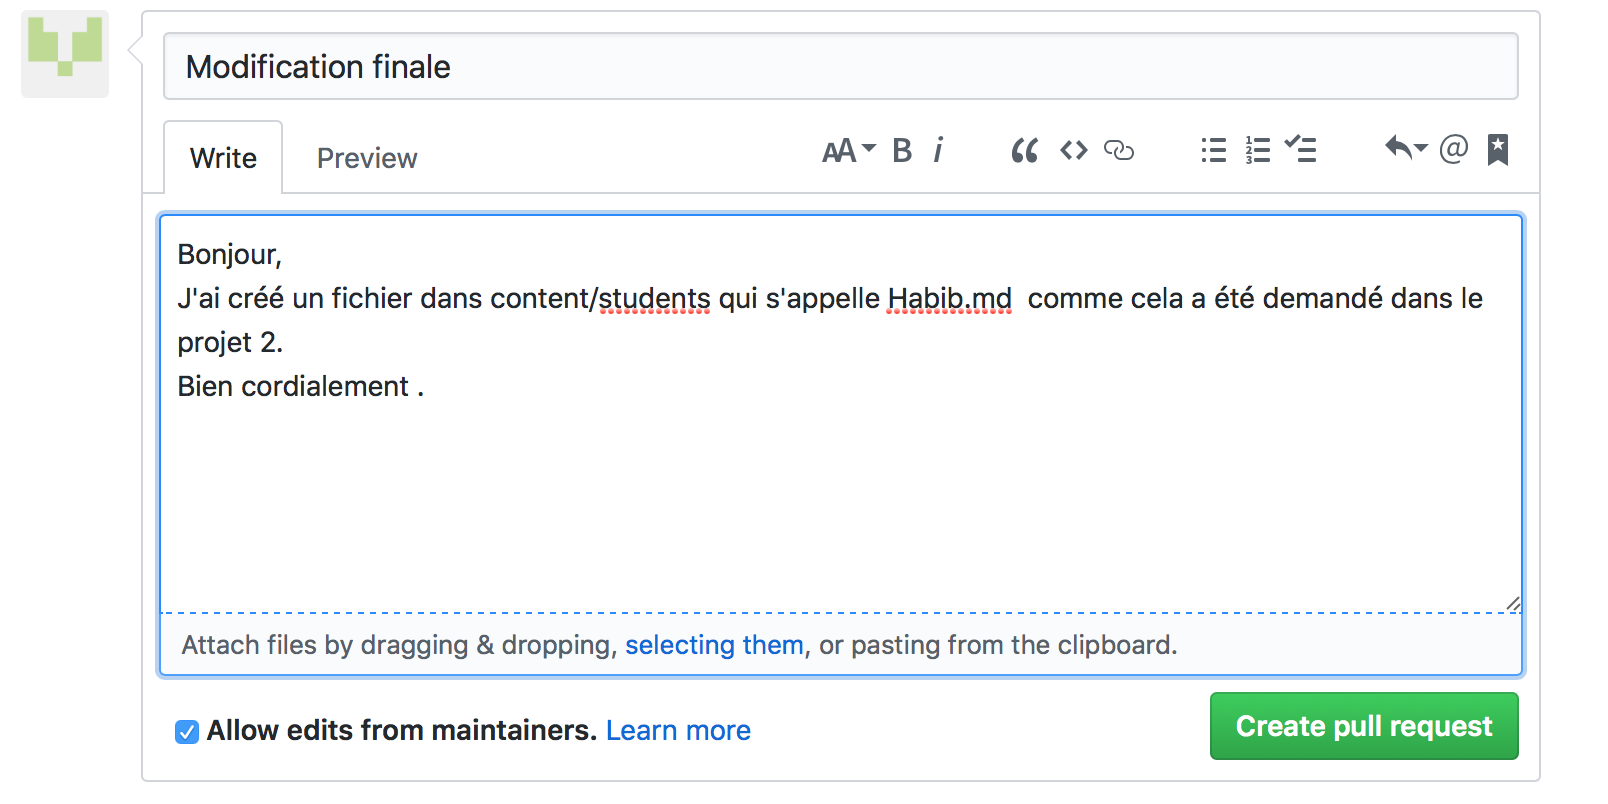 Modification finale
Write Preview AA B i @
Bonjour,
J'ai créé un fichier dans content/students qui s'appelle Habib.md  comme cela a été demandé dans le
projet 2.
Bien cordialement .
Attach files by dragging & dropping, selecting them, or pasting from the clipboard.
Allow edits from maintainers. Learn more Create pull request